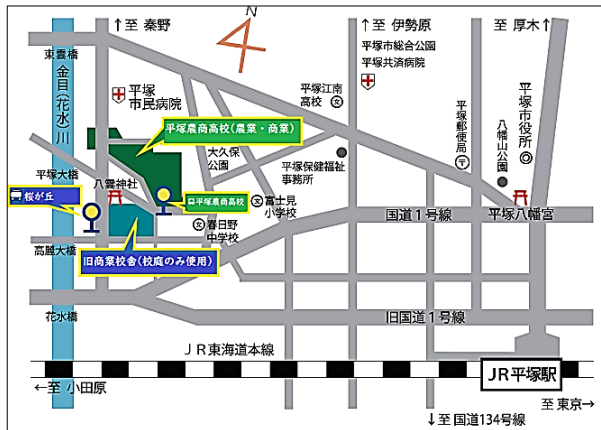 ↑至 秦野
N
↑至 伊勢原
至 厚木↑
東雲橋
金目(花水)川
平塚
市民病院
平塚市総合公園
平塚共済病院
平塚江南
高校
平塚農商高校(農業・商業)
大久保
公園
平塚保健福祉
事務所
平塚郵便局
八幡山公園
平塚市役所
平塚大橋
八雲神社
桜が丘
平塚農商高校
富士見
小学校
春日野
中学校
国道1号線
平塚八幡宮
高麗大橋
旧商業校舎(校庭のみ使用)
花水橋
旧国道1号線
JR東海道本線
JR平塚駅
←至 小田原
至 東京→
↓至 国道134号線